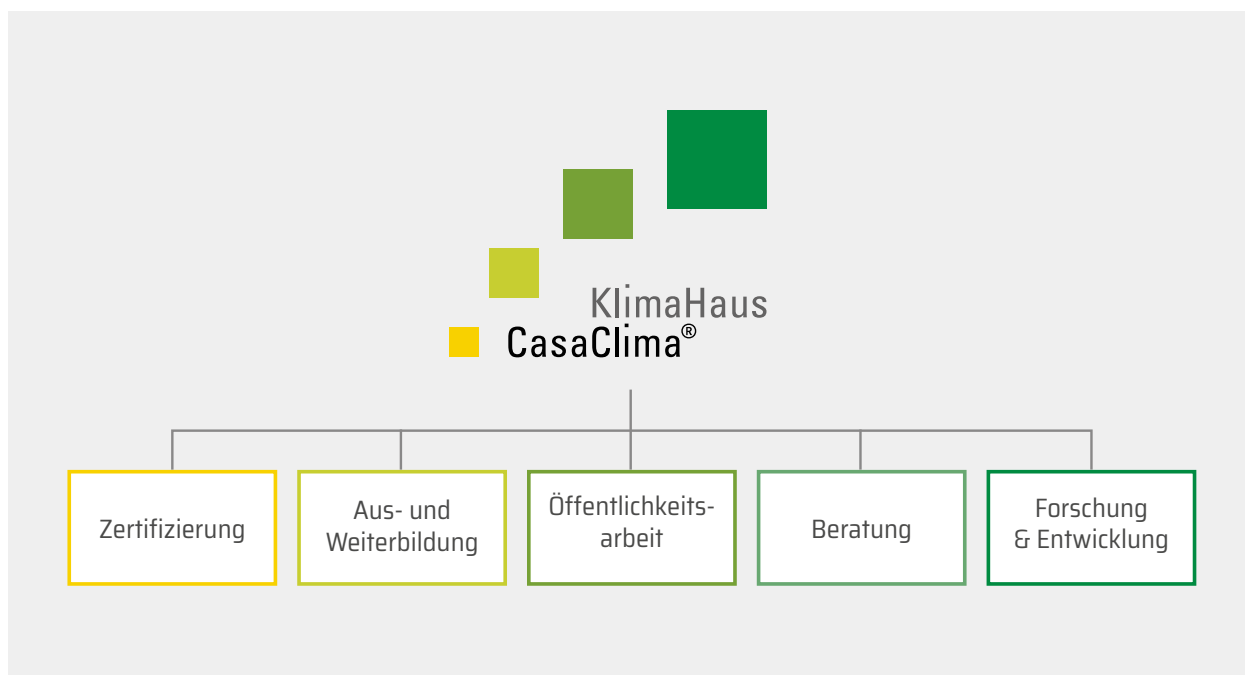 KlimaHaus
CasaClima®
Zertifizierung
Aus- und
Weiterbildung
Öffentlichkeits-
arbeit
Beratung
Forschung
& Entwicklung